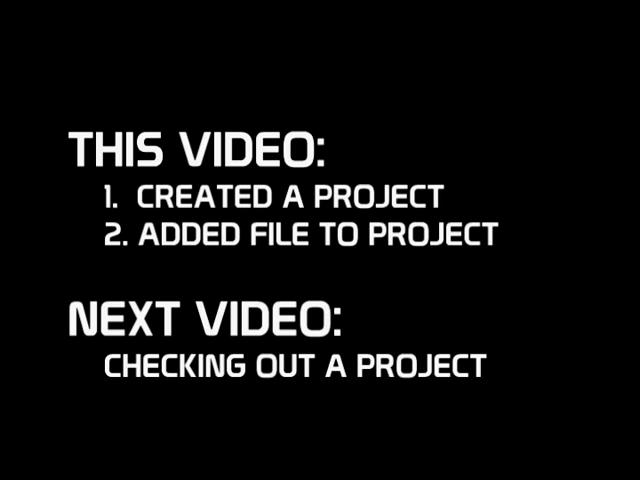 THIS VIDEO:
1. CREATED A PROJECT
2. ADDED FILE TO PROJECT
NEXT VIDEO:
CHECKING OUT A PROJECT